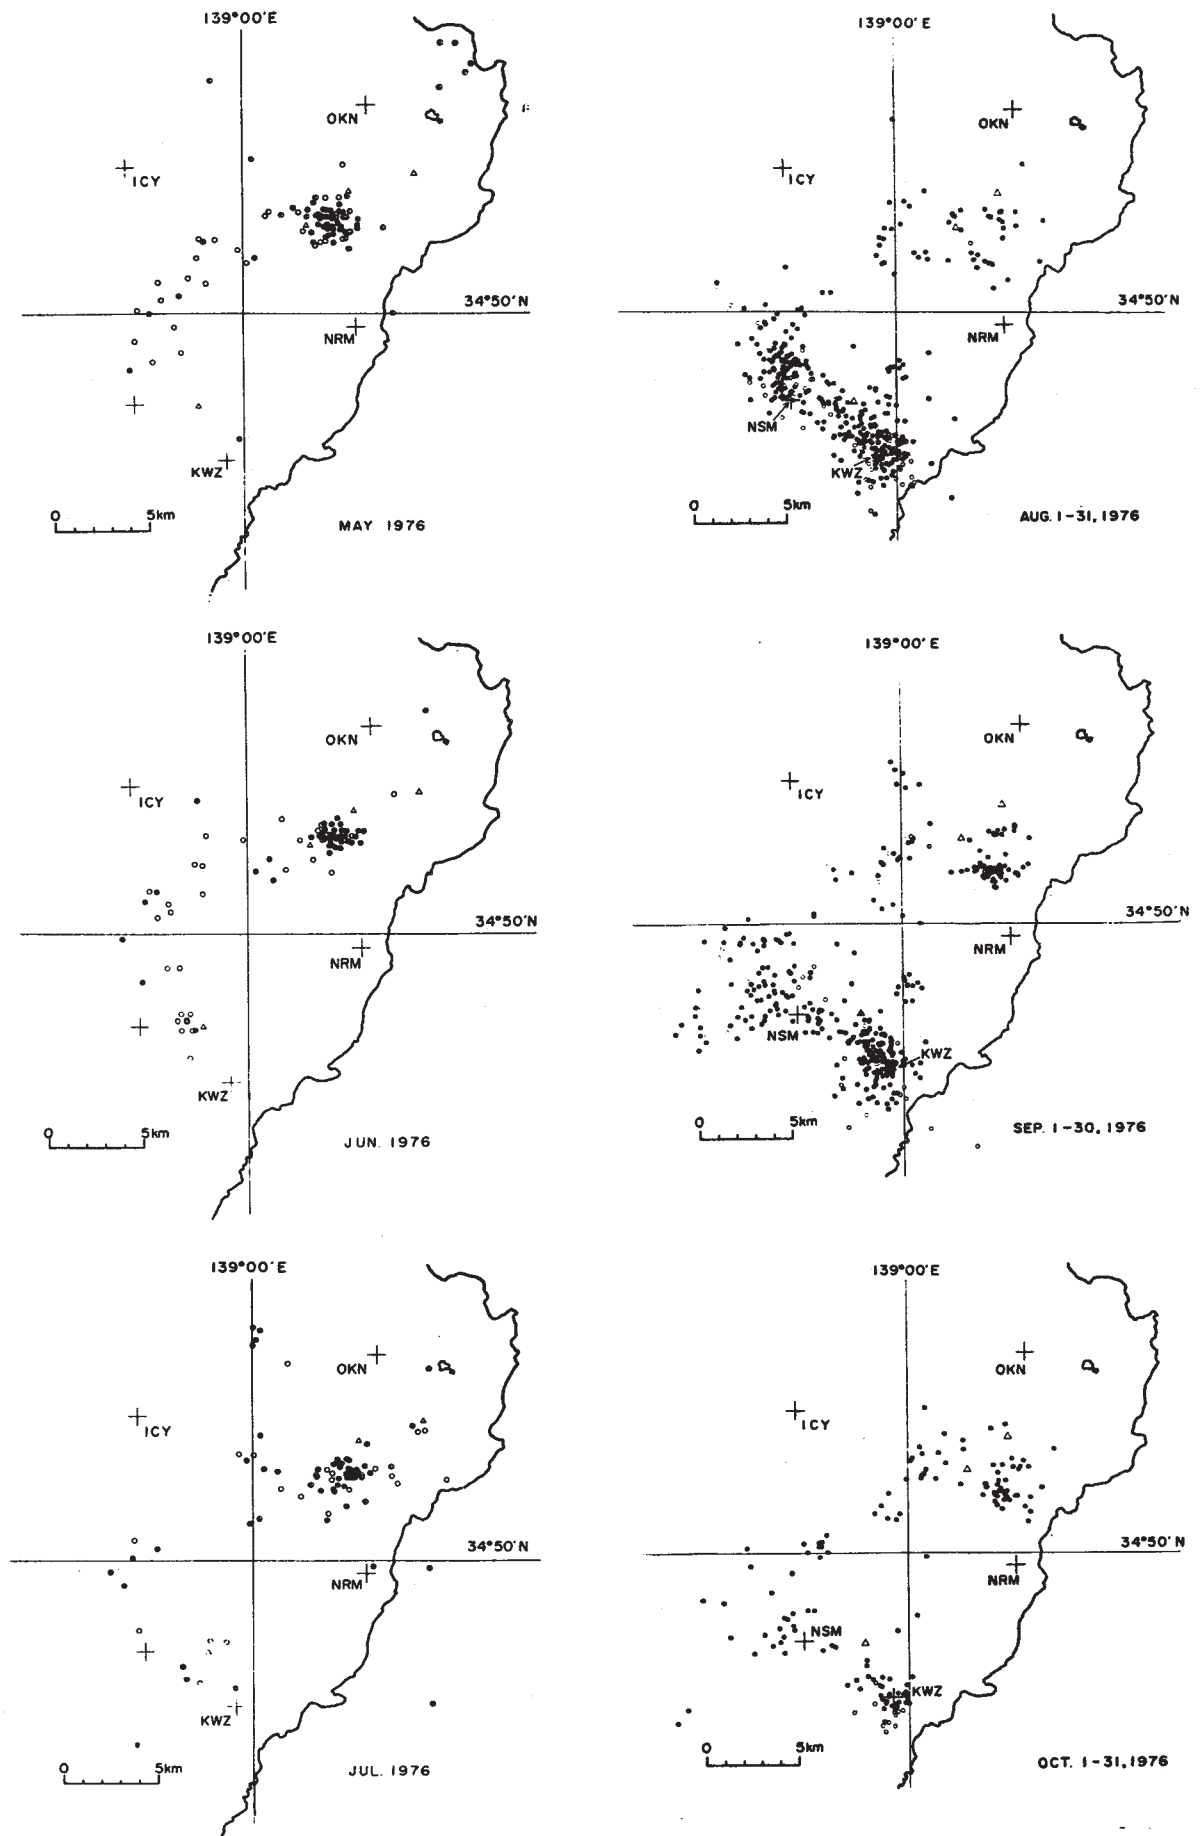 139°00'E
OKN
ICY
34°50'N
NRM
KWZ
0 5km
MAY 1976
139°00'E
OKN
ICY
34°50'N
NRM
NSM
KWZ
0 5km
AUG. 1-31, 1976
139°00'E
OKN
ICY
34°50'N
NRM
KWZ
0 5km
JUN. 1976
139°00'E
OKN
ICY
34°50'N
NRM
NSM
KWZ
0 5km
SEP. 1-30, 1976
139°00'E
OKN
ICY
34°50'N
NRM
KWZ
0 5km
JUL. 1976
139°00'E
OKN
ICY
34°50'N
NRM
NSM
KWZ
0 5km
OCT. 1-31, 1976